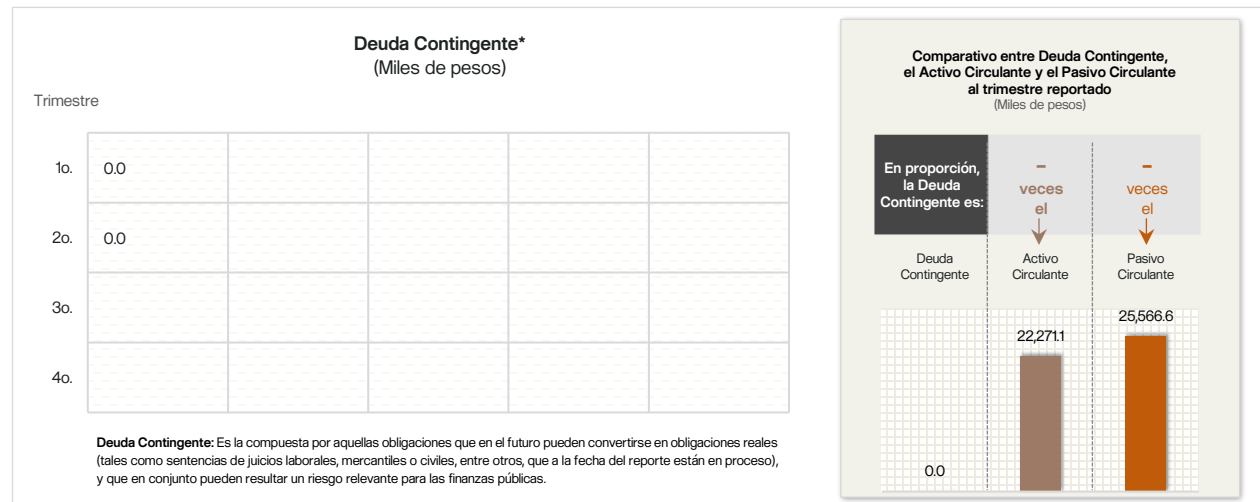 Deuda Contingente*
(Miles de pesos)
Trimestre
1o. 0.0
2o. 0.0
3o.
4o.
Deuda Contingente: Es la compuesta por aquellas obligaciones que en el futuro pueden convertirse en obligaciones reales
(tales como sentencias de juicios laborales, mercantiles o civiles, entre otros, que a la fecha del reporte están en proceso),
y que en conjunto pueden resultar un riesgo relevante para las finanzas públicas.
Comparativo entre Deuda Contingente,
el Activo Circulante y el Pasivo Circulante
al trimestre reportado
(Miles de pesos)
En proporción,
la Deuda
Contingente es:
–
veces
el
–
veces
el
Deuda
Contingente
Activo
Circulante
Pasivo
Circulante
0.0
22,271.1
25,566.6